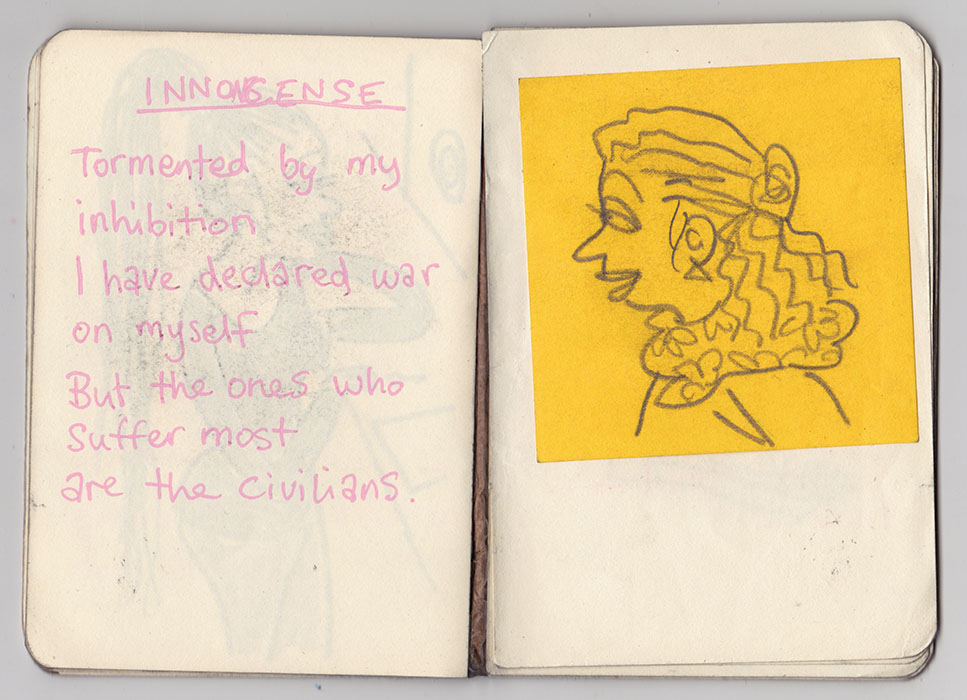 INNONSENSE
Tormented by my
inhibition
I have declared war
on myself
But the ones who
suffer most
are the civilians.